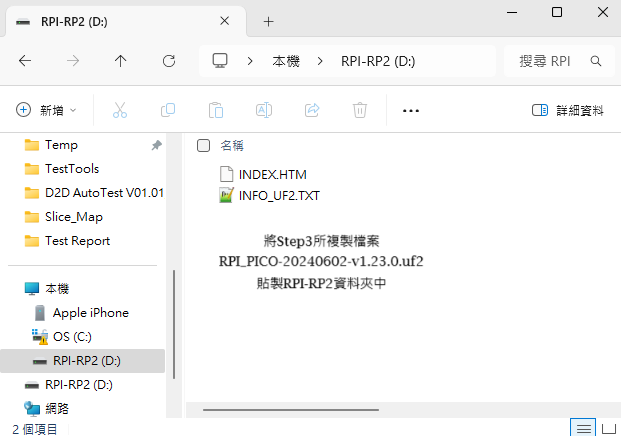 RPI-RP2 (D:)
本機
RPI-RP2 (D:)
搜尋 RPI
新增
詳細資料
Temp
TestTools
D2D AutoTest V01.01
Slice_Map
Test Report
本機
Apple iPhone
OS (C:)
RPI-RP2 (D:)
RPI-RP2 (D:)
網路
名稱
INDEX.HTM
INFO_UF2.TXT
將Step3所複製檔案
RPI_PICO-20240602-v1.23.0.uf2
貼製RPI-RP2資料夾中
2 個項目